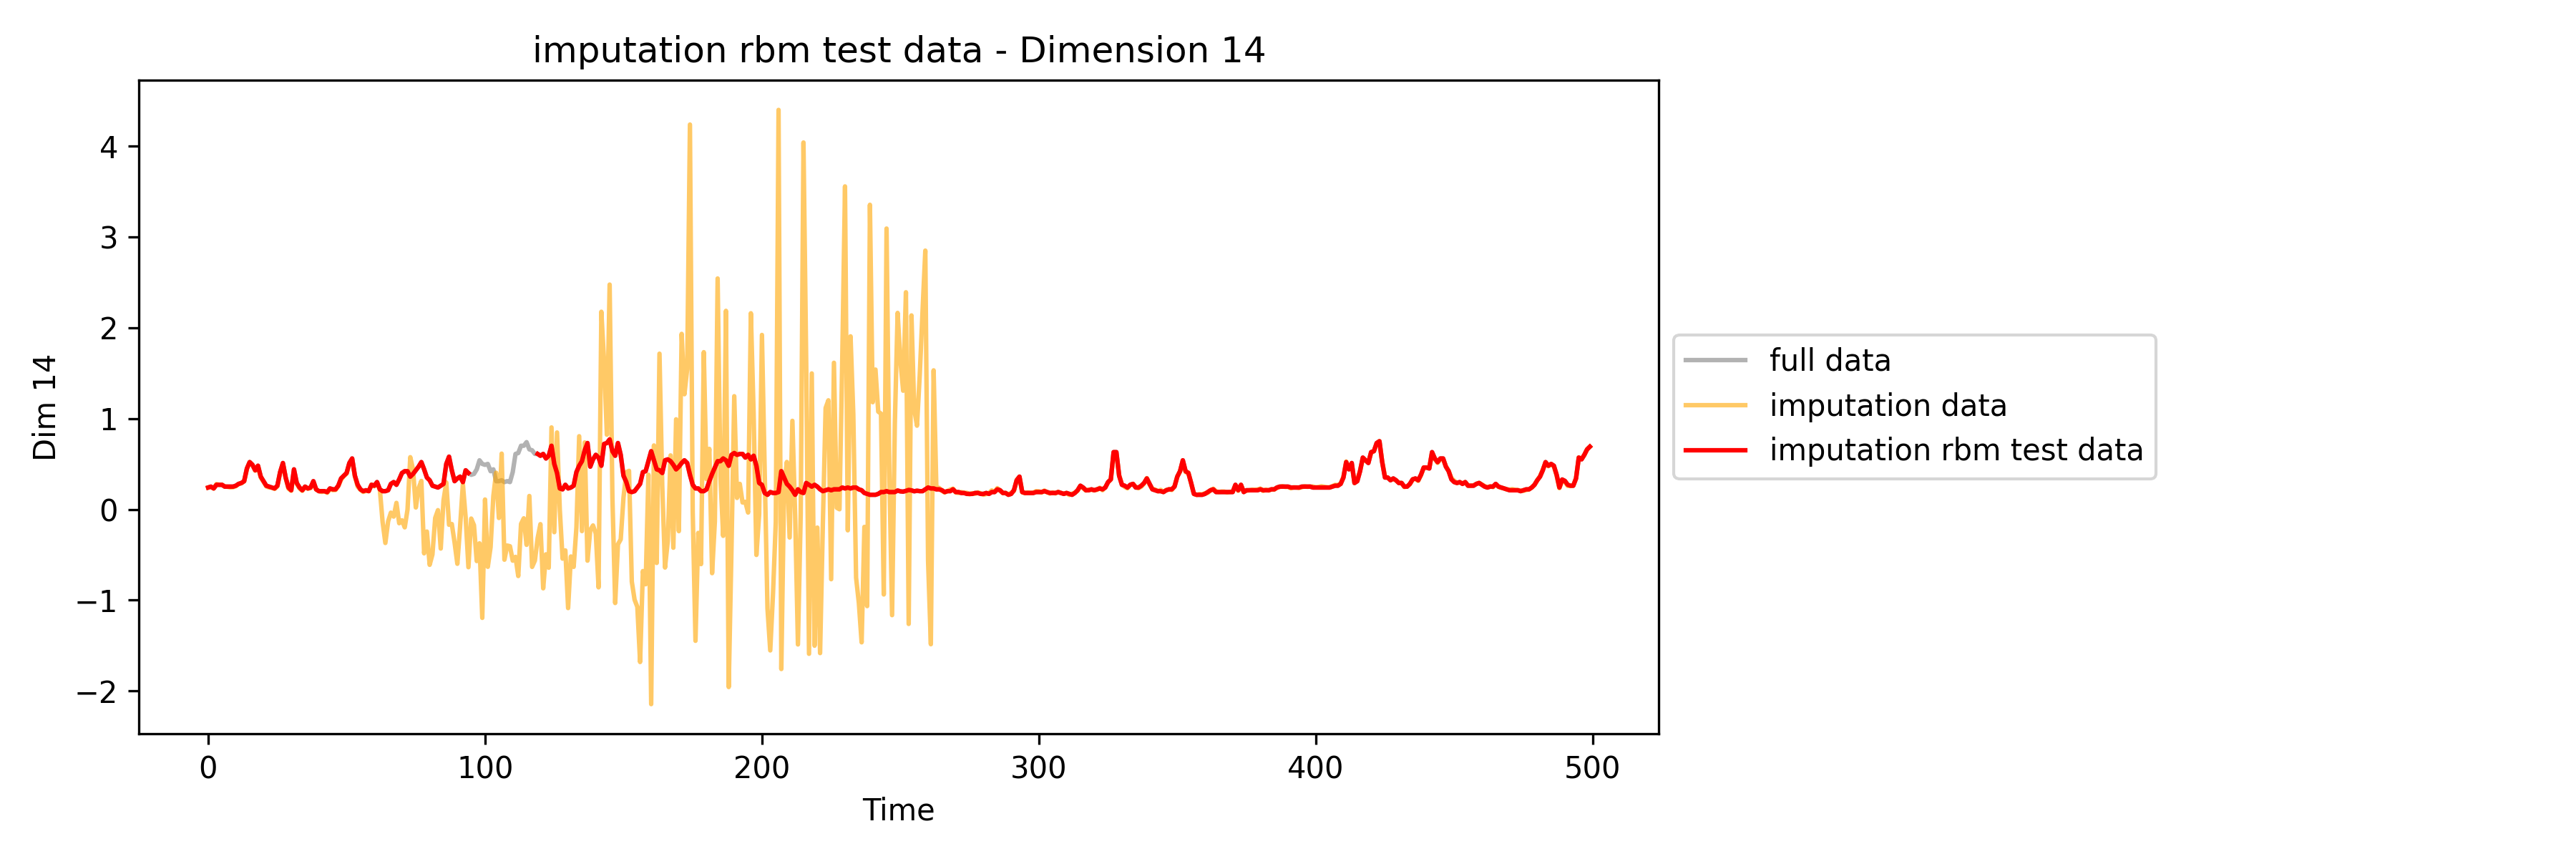 imputation rbm test data - Dimension 14
4
3
2
1
0
−1
−2
Dim 14
0 100 200 300 400 500
Time
full data
imputation data
imputation rbm test data